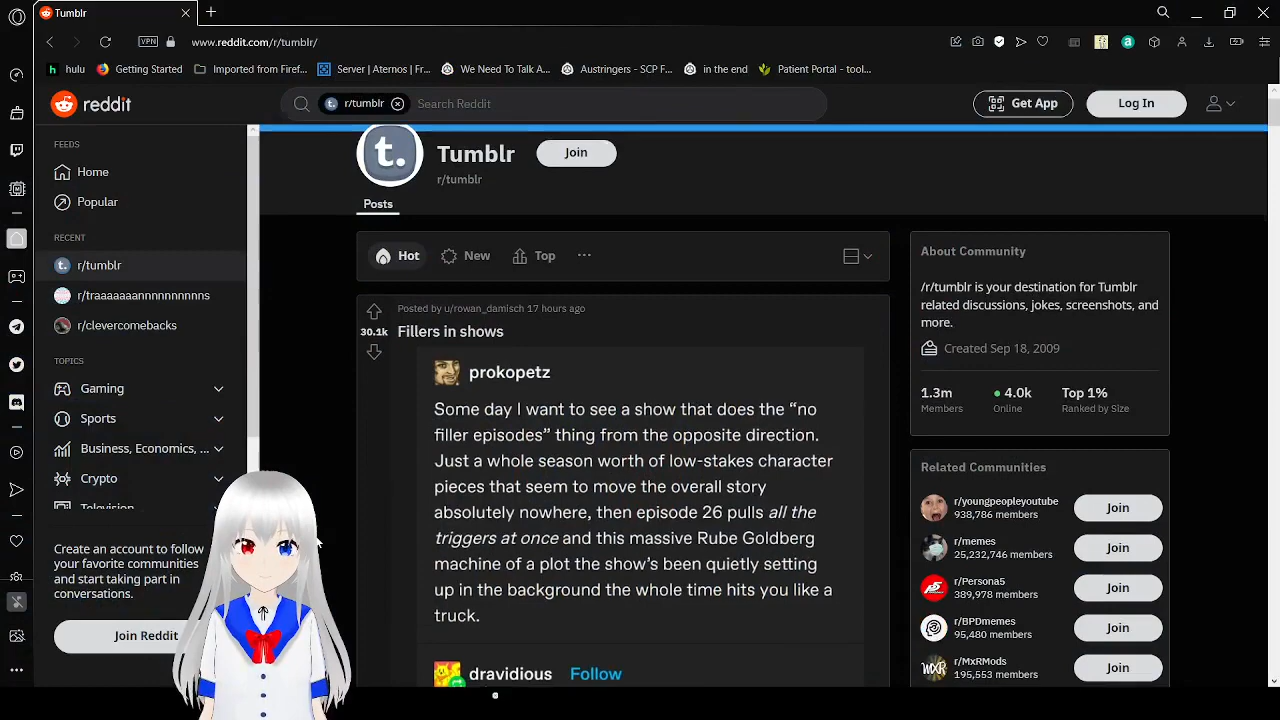 Tumblr
VPN
www.reddit.com/r/tumblr/
hulu
Getting Started
Imported from Firef...
Server | Aternos | Fr...
We Need To Talk A...
Austringers - SCP F...
in the end
Patient Portal - tool...
reddit
r/tumblr
Search Reddit
Get App
Log In
FEEDS
Home
Popular
RECENT
r/tumblr
r/traaaaaaannnnnnnnnns
r/clevercomebacks
TOPICS
Gaming
Sports
Business, Economics, ...
Crypto
Television
Create an account to follow
your favorite communities
and start taking part in
conversations.
Join Reddit
t.
Tumblr
Join
r/tumblr
Posts
Hot
New
Top
Posted by u/rowan_damisch 17 hours ago
30.1k
Fillers in shows
prokopetz
Some day I want to see a show that does the “no
filler episodes” thing from the opposite direction.
Just a whole season worth of low-stakes character
pieces that seem to move the overall story
absolutely nowhere, then episode 26 pulls all the
triggers at once and this massive Rube Goldberg
machine of a plot the show’s been quietly setting
up in the background the whole time hits you like a
truck.
dravidious Follow
About Community
/r/tumblr is your destination for Tumblr
related discussions, jokes, screenshots, and
more.
Created Sep 18, 2009
1.3m
Members
4.0k
Online
Top 1%
Ranked by Size
Related Communities
r/youngpeopleyoutube
938,786 members
Join
r/memes
25,232,746 members
Join
r/Persona5
389,978 members
Join
r/BPDmemes
95,480 members
Join
r/MxRMods
195,553 members
Join